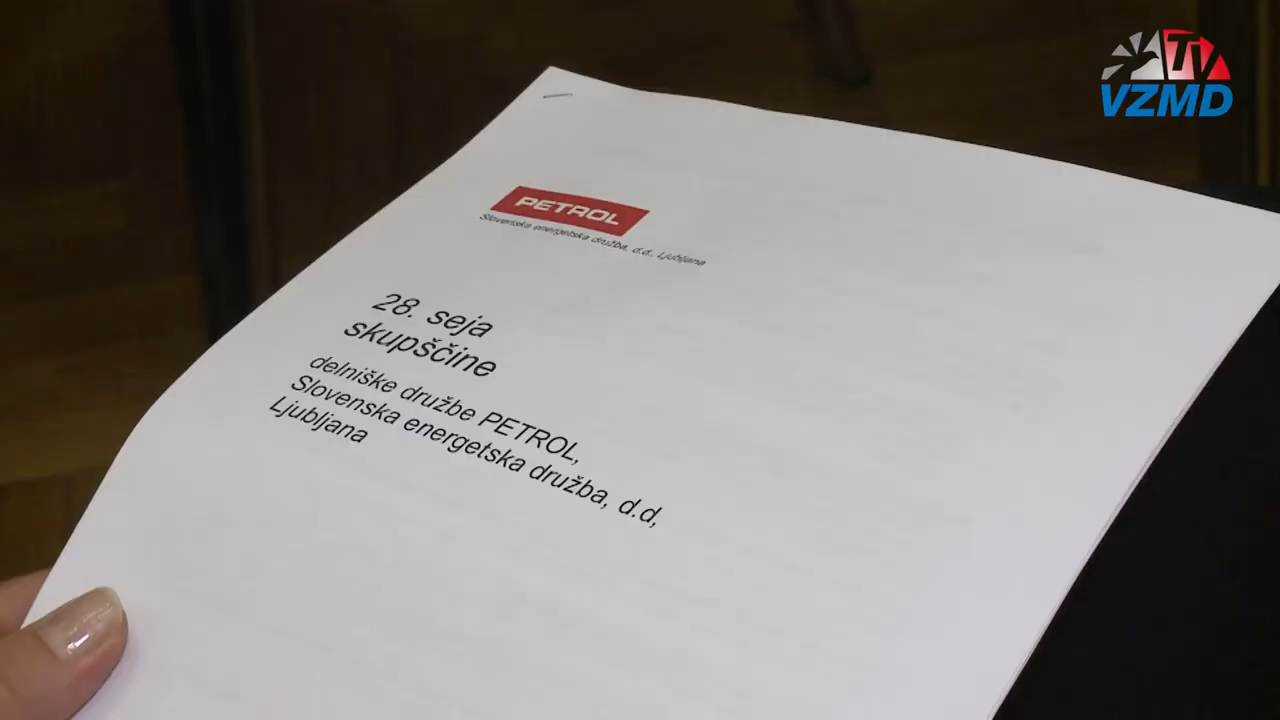 TV
VZMD
PETROL
Slovenska energetska družba, d.d., Ljubljana
28. seja
skupščine
delniške družbe PETROL,
Slovenska energetska družba, d.d,
Ljubljana